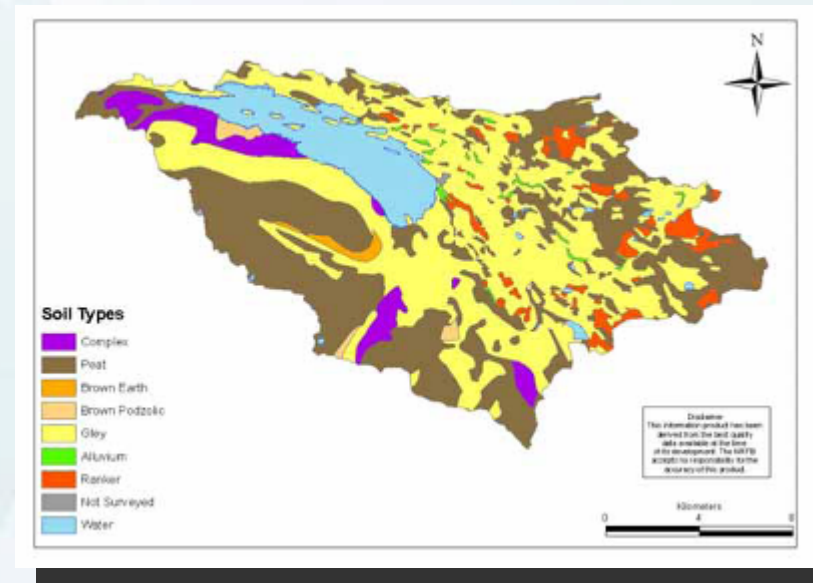 N
Soil Types
Complex
Peat
Brown Earth
Brown Podzolic
Gley
Alluvium
Ranker
Not Surveyed
Water
Disclaimer
This information product has been
derived from the best quality
data available at the time
of its development. The NRFB
accepts no responsibility for the
accuracy of this product.
Kilometers
0 4 8